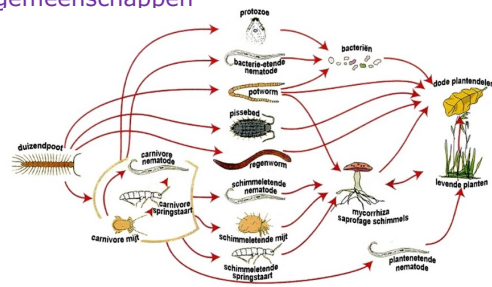 gemeenschappen
protozoe
bacteriën
bacterie-etende
nematode
potworm
dode plantendelen
pissebed
duizendpoot
carnivore
nematode
regenworm
carnivore
springstaart
schimmeletende
nematode
levende planten
carnivore mijt
schimmeletende mijt
mycorrhiza
saprofage schimmels
schimmeletende
springstaart
plantenetende
nematode